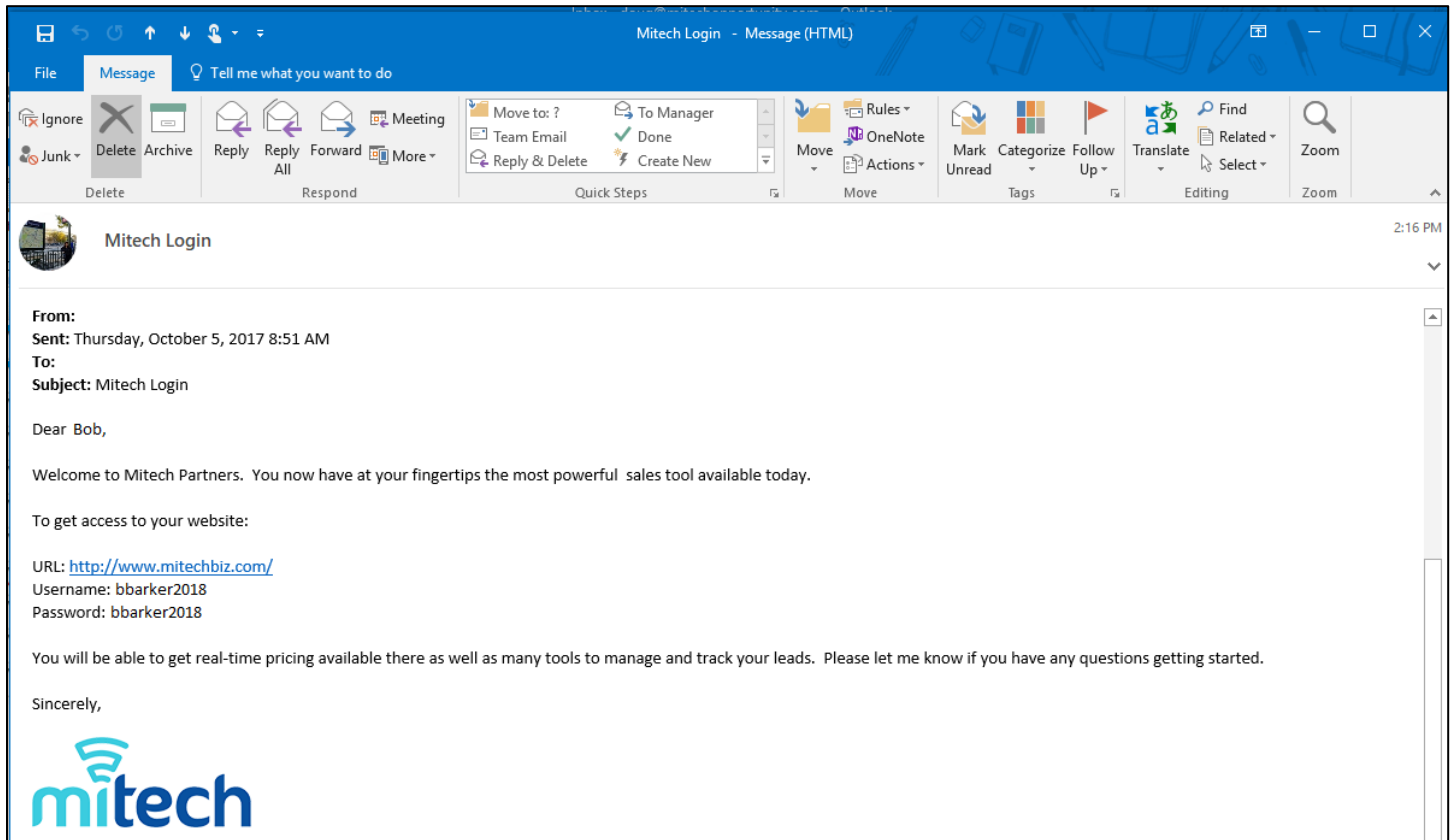 Inbox - doug@mitechopportunity.com - Outlook
Mitech Login - Message (HTML)
File Message Tell me what you want to do
Ignore
Junk
Delete
Archive
Reply
Reply All
Forward
Meeting
More
Move to: ?
To Manager
Team Email
Done
Reply & Delete
Create New
Move
Rules
OneNote
Actions
Mark Unread
Categorize
Follow Up
Translate
Find
Related
Select
Zoom
Delete Respond Quick Steps Move Tags Editing Zoom
Mitech Login
2:16 PM
From:
Sent: Thursday, October 5, 2017 8:51 AM
To:
Subject: Mitech Login
Dear Bob,
Welcome to Mitech Partners. You now have at your fingertips the most powerful sales tool available today.
To get access to your website:
URL: http://www.mitechbiz.com/
Username: bbarker2018
Password: bbarker2018
You will be able to get real-time pricing available there as well as many tools to manage and track your leads. Please let me know if you have any questions getting started.
Sincerely,
mitech